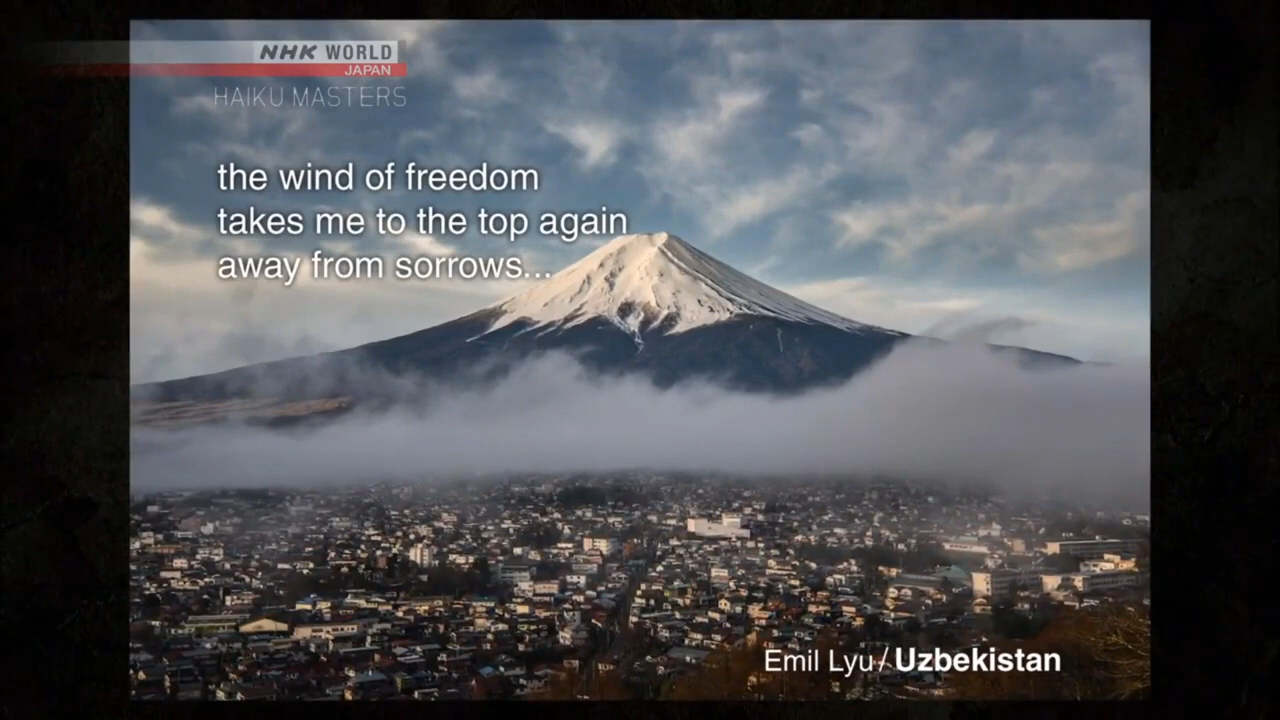 NHK WORLD
JAPAN
HAIKU MASTERS
the wind of freedom
takes me to the top again
away from sorrows...
Emil Lyu/Uzbekistan